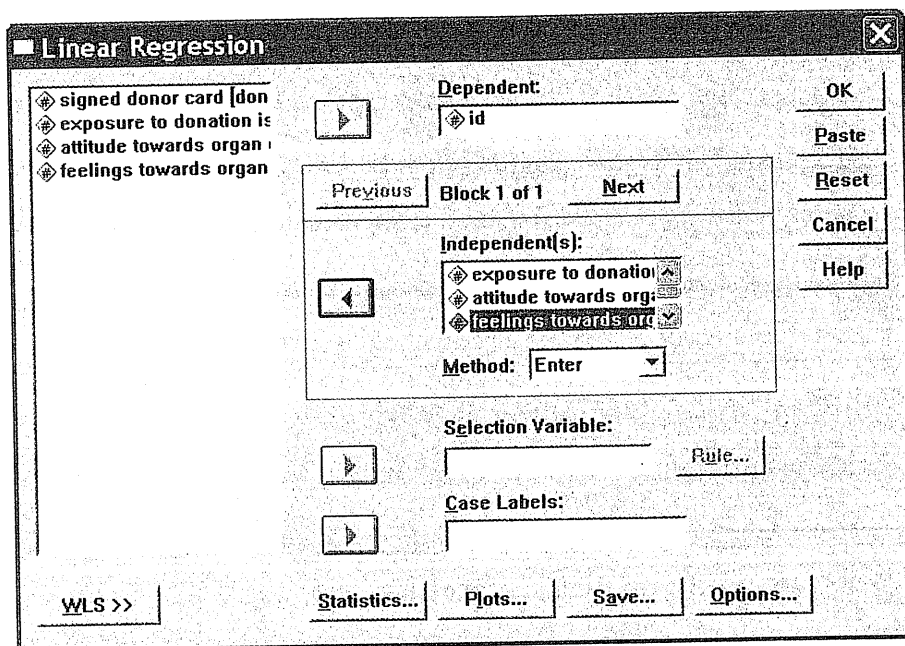 Linear Regression
signed donor card [don
exposure to donation is
attitude towards organ
feelings towards organ
Dependent:
id
Previous
Block 1 of 1
Next
Independent(s):
exposure to donation
attitude towards orga
feelings towards org
Method:
Enter
Selection Variable:
Rule...
Case Labels:
WLS >>
Statistics...
Plots...
Save...
Options...
OK
Paste
Reset
Cancel
Help